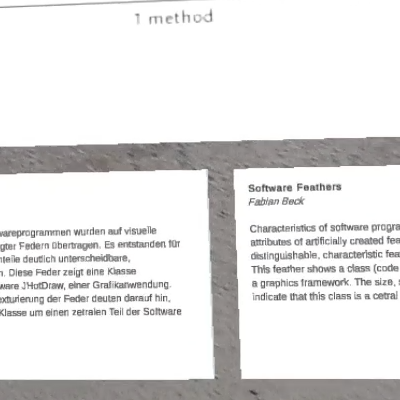 1 method
wareprogrammen wurden auf visuelle
gter Federn übertragen. Es entstanden für
nteile deutlich unterscheidbare,
n. Diese Feder zeigt eine Klasse
ware JHotDraw, einer Grafikanwendung.
exturierung der Feder deuten darauf hin,
Klasse um einen zetralen Teil der Software
Software Feathers
Fabian Beck
Characteristics of software progra
attributes of artificially created fea
distinguishable, characteristic fea
This feather shows a class (code
a graphics framework. The size, s
indicate that this class is a cetral